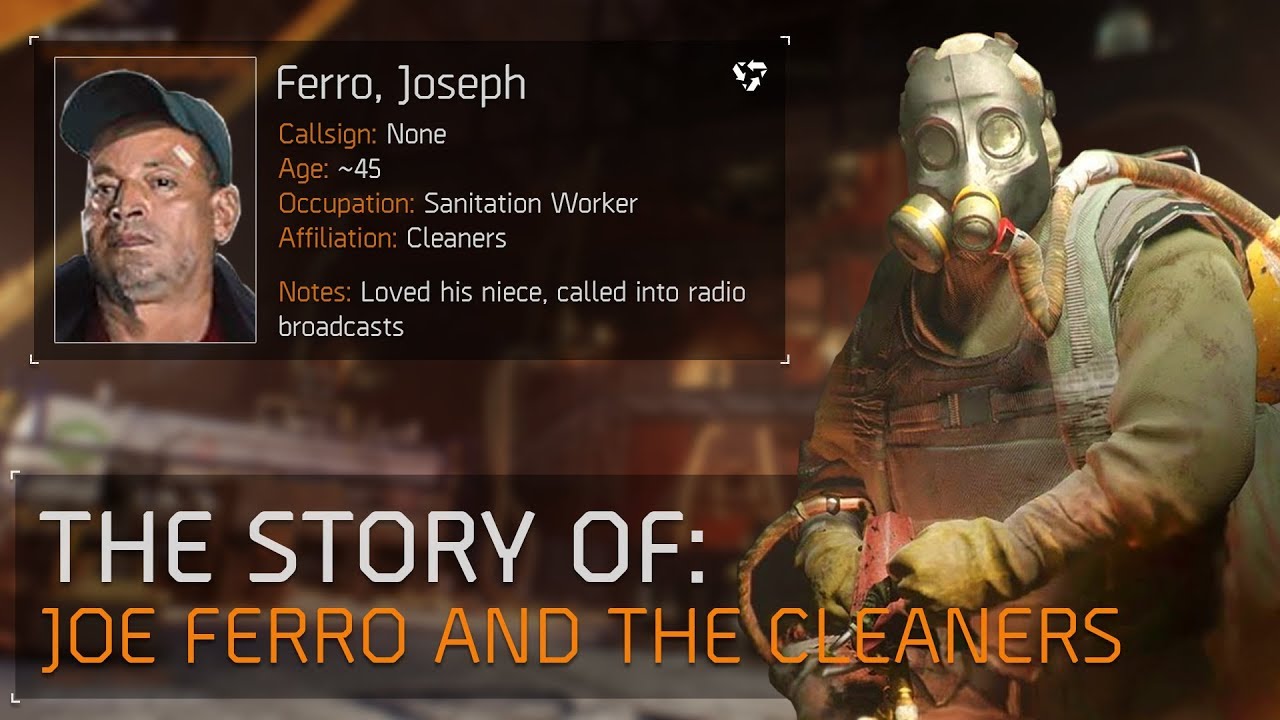 Ferro, Joseph
Callsign: None
Age: ~45
Occupation: Sanitation Worker
Affiliation: Cleaners
Notes: Loved his niece, called into radio
broadcasts
THE STORY OF:
JOE FERRO AND THE CLEANERS